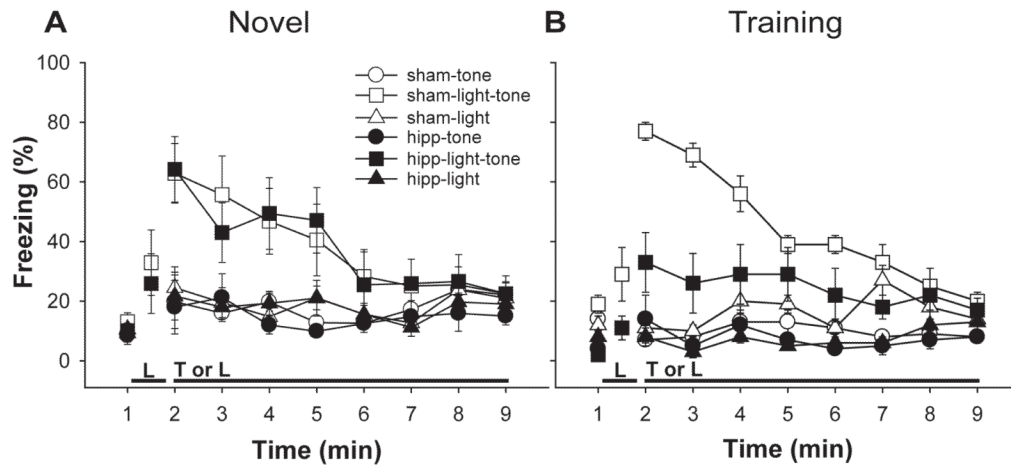 A Novel
B Training
100
80
60
40
20
0
Freezing (%)
sham-tone
sham-light-tone
sham-light
hipp-tone
hipp-light-tone
hipp-light
L T or L
1 2 3 4 5 6 7 8 9
Time (min)
L T or L
1 2 3 4 5 6 7 8 9
Time (min)